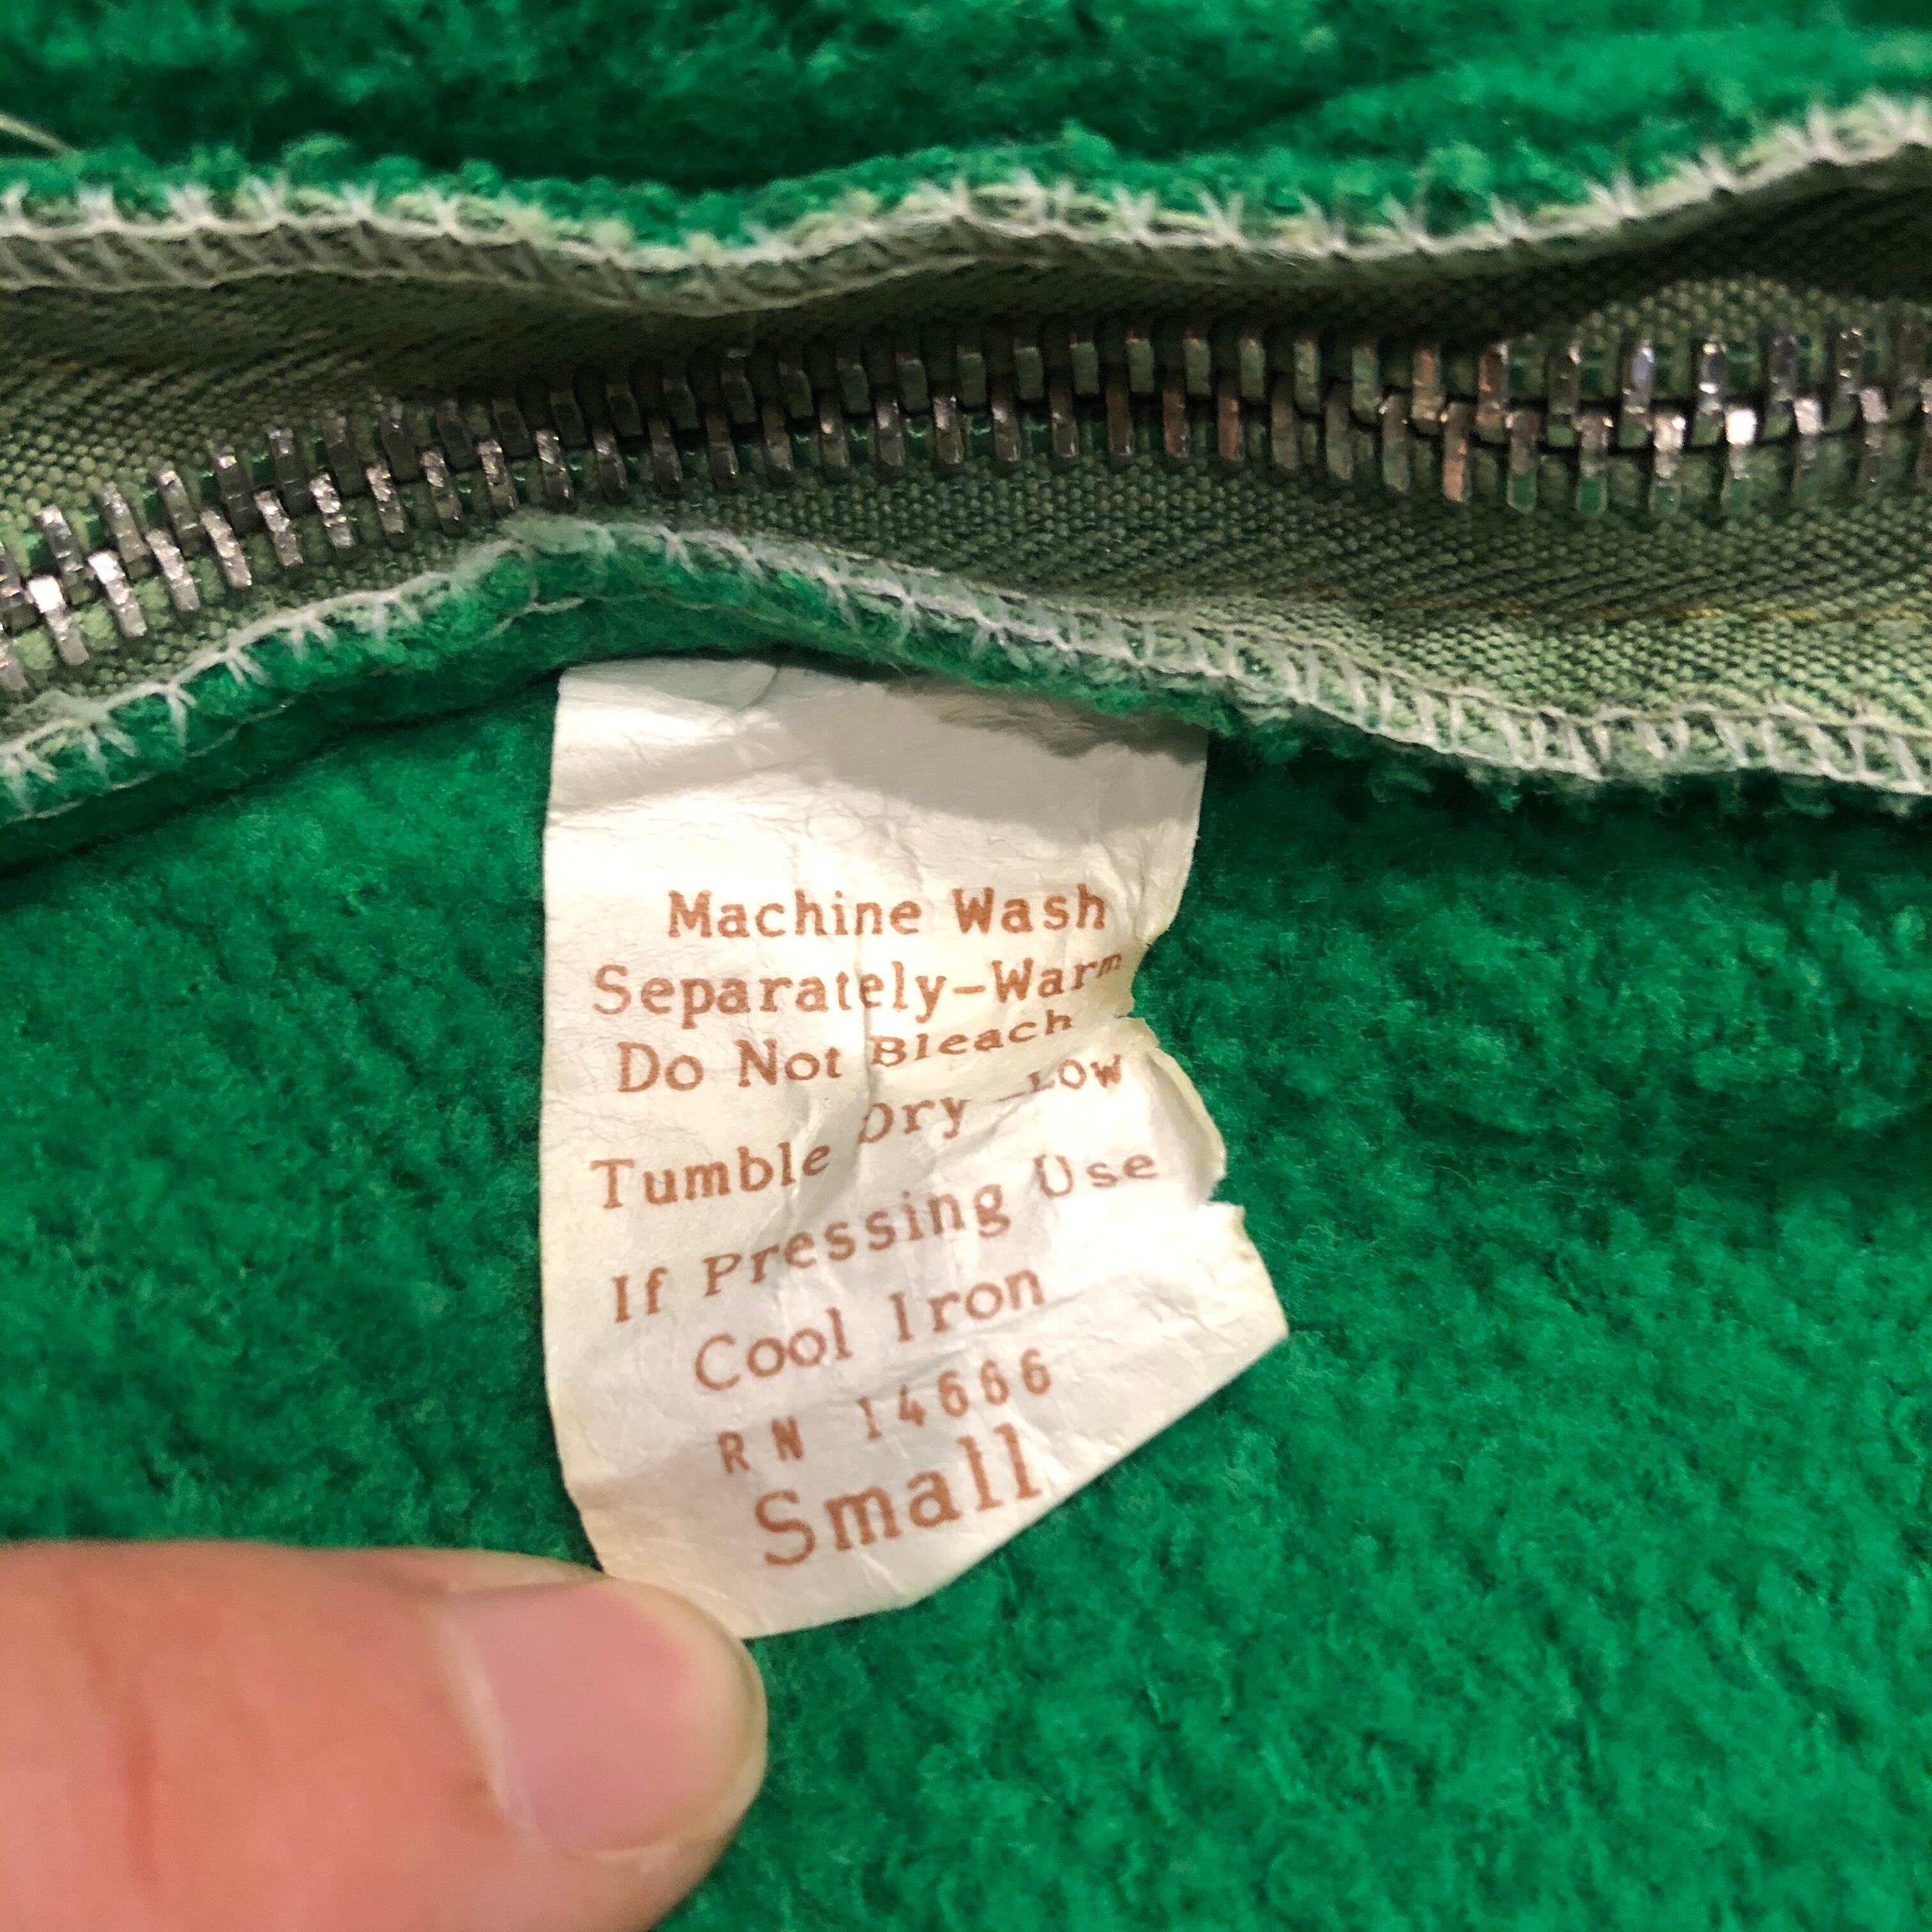 Machine Wash
Separately-Warm
Do Not Bleach
Tumble Dry Low
If Pressing Use
Cool Iron
RN 14666
Small